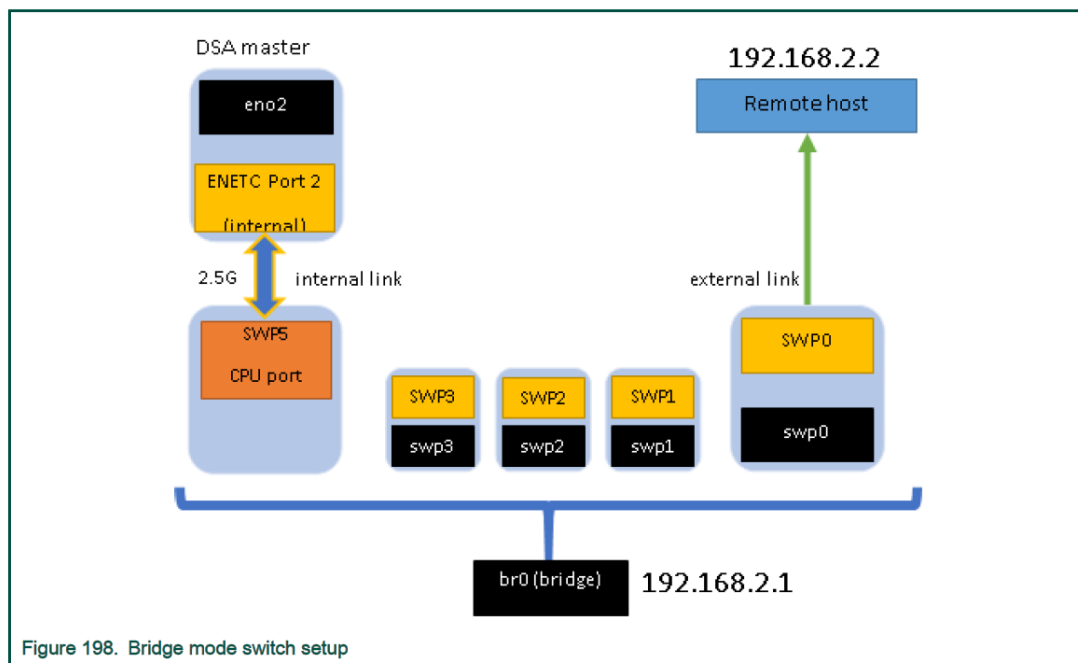 DSA master
eno2
ENETC Port 2
(internal)
2.5G
internal link
SWP5
CPU port
SWP3
swp3
SWP2
swp2
SWP1
swp1
192.168.2.2
Remote host
external link
SWP0
swp0
br0 (bridge)
192.168.2.1
Figure 198. Bridge mode switch setup